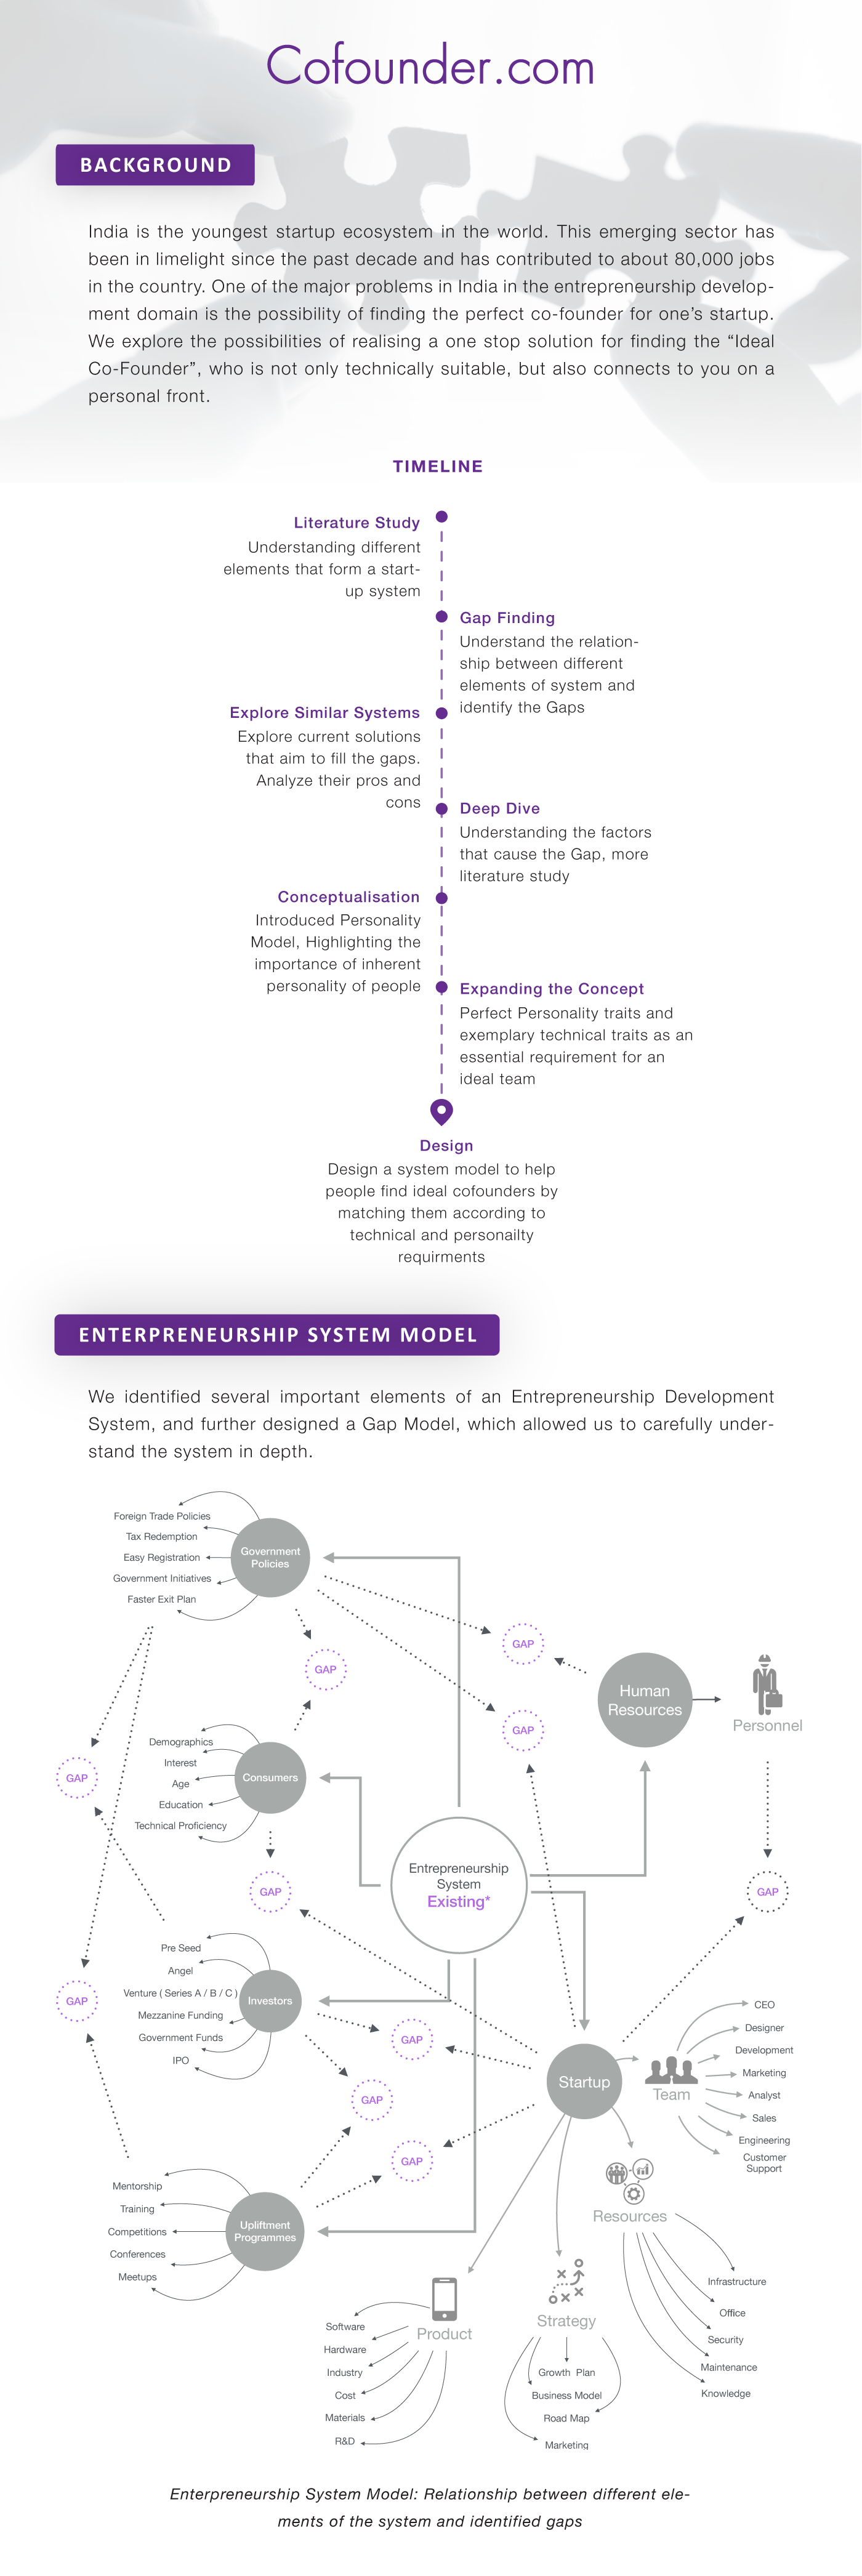 Cofounder.com
BACKGROUND
India is the youngest startup ecosystem in the world. This emerging sector has
been in limelight since the past decade and has contributed to about 80,000 jobs
in the country. One of the major problems in India in the entrepreneurship develop-
ment domain is the possibility of finding the perfect co-founder for one’s startup.
We explore the possibilities of realising a one stop solution for finding the “Ideal
Co-Founder”, who is not only technically suitable, but also connects to you on a
personal front.
TIMELINE
Literature Study
Understanding different
elements that form a start-
up system
Gap Finding
Understand the relation-
ship between different
elements of system and
identify the Gaps
Explore Similar Systems
Explore current solutions
that aim to fill the gaps.
Analyze their pros and
cons
Deep Dive
Understanding the factors
that cause the Gap, more
literature study
Conceptualisation
Introduced Personality
Model, Highlighting the
importance of inherent
personality of people
Expanding the Concept
Perfect Personality traits and
exemplary technical traits as an
essential requirement for an
ideal team
Design
Design a system model to help
people find ideal cofounders by
matching them according to
technical and personailty
requirments
ENTERPRENEURSHIP SYSTEM MODEL
We identified several important elements of an Entrepreneurship Development
System, and further designed a Gap Model, which allowed us to carefully under-
stand the system in depth.
Foreign Trade Policies
Tax Redemption
Easy Registration
Government Initiatives
Faster Exit Plan
Government
Policies
GAP
GAP
GAP
Human
Resources
Personnel
Demographics
Interest
Age
Education
Technical Proficiency
Consumers
GAP
GAP
Entrepreneurship
System
Existing*
GAP
Pre Seed
Angel
Venture ( Series A / B / C )
Mezzanine Funding
Government Funds
IPO
Investors
GAP
GAP
GAP
GAP
Startup
Team
CEO
Designer
Development
Marketing
Analyst
Sales
Engineering
Customer
Support
Mentorship
Training
Competitions
Conferences
Meetups
Upliftment
Programmes
Resources
Infrastructure
Office
Security
Maintenance
Knowledge
Product
Software
Hardware
Industry
Cost
Materials
R&D
Strategy
Growth Plan
Business Model
Road Map
Marketing
Enterpreneurship System Model: Relationship between different ele-
ments of the system and identified gaps